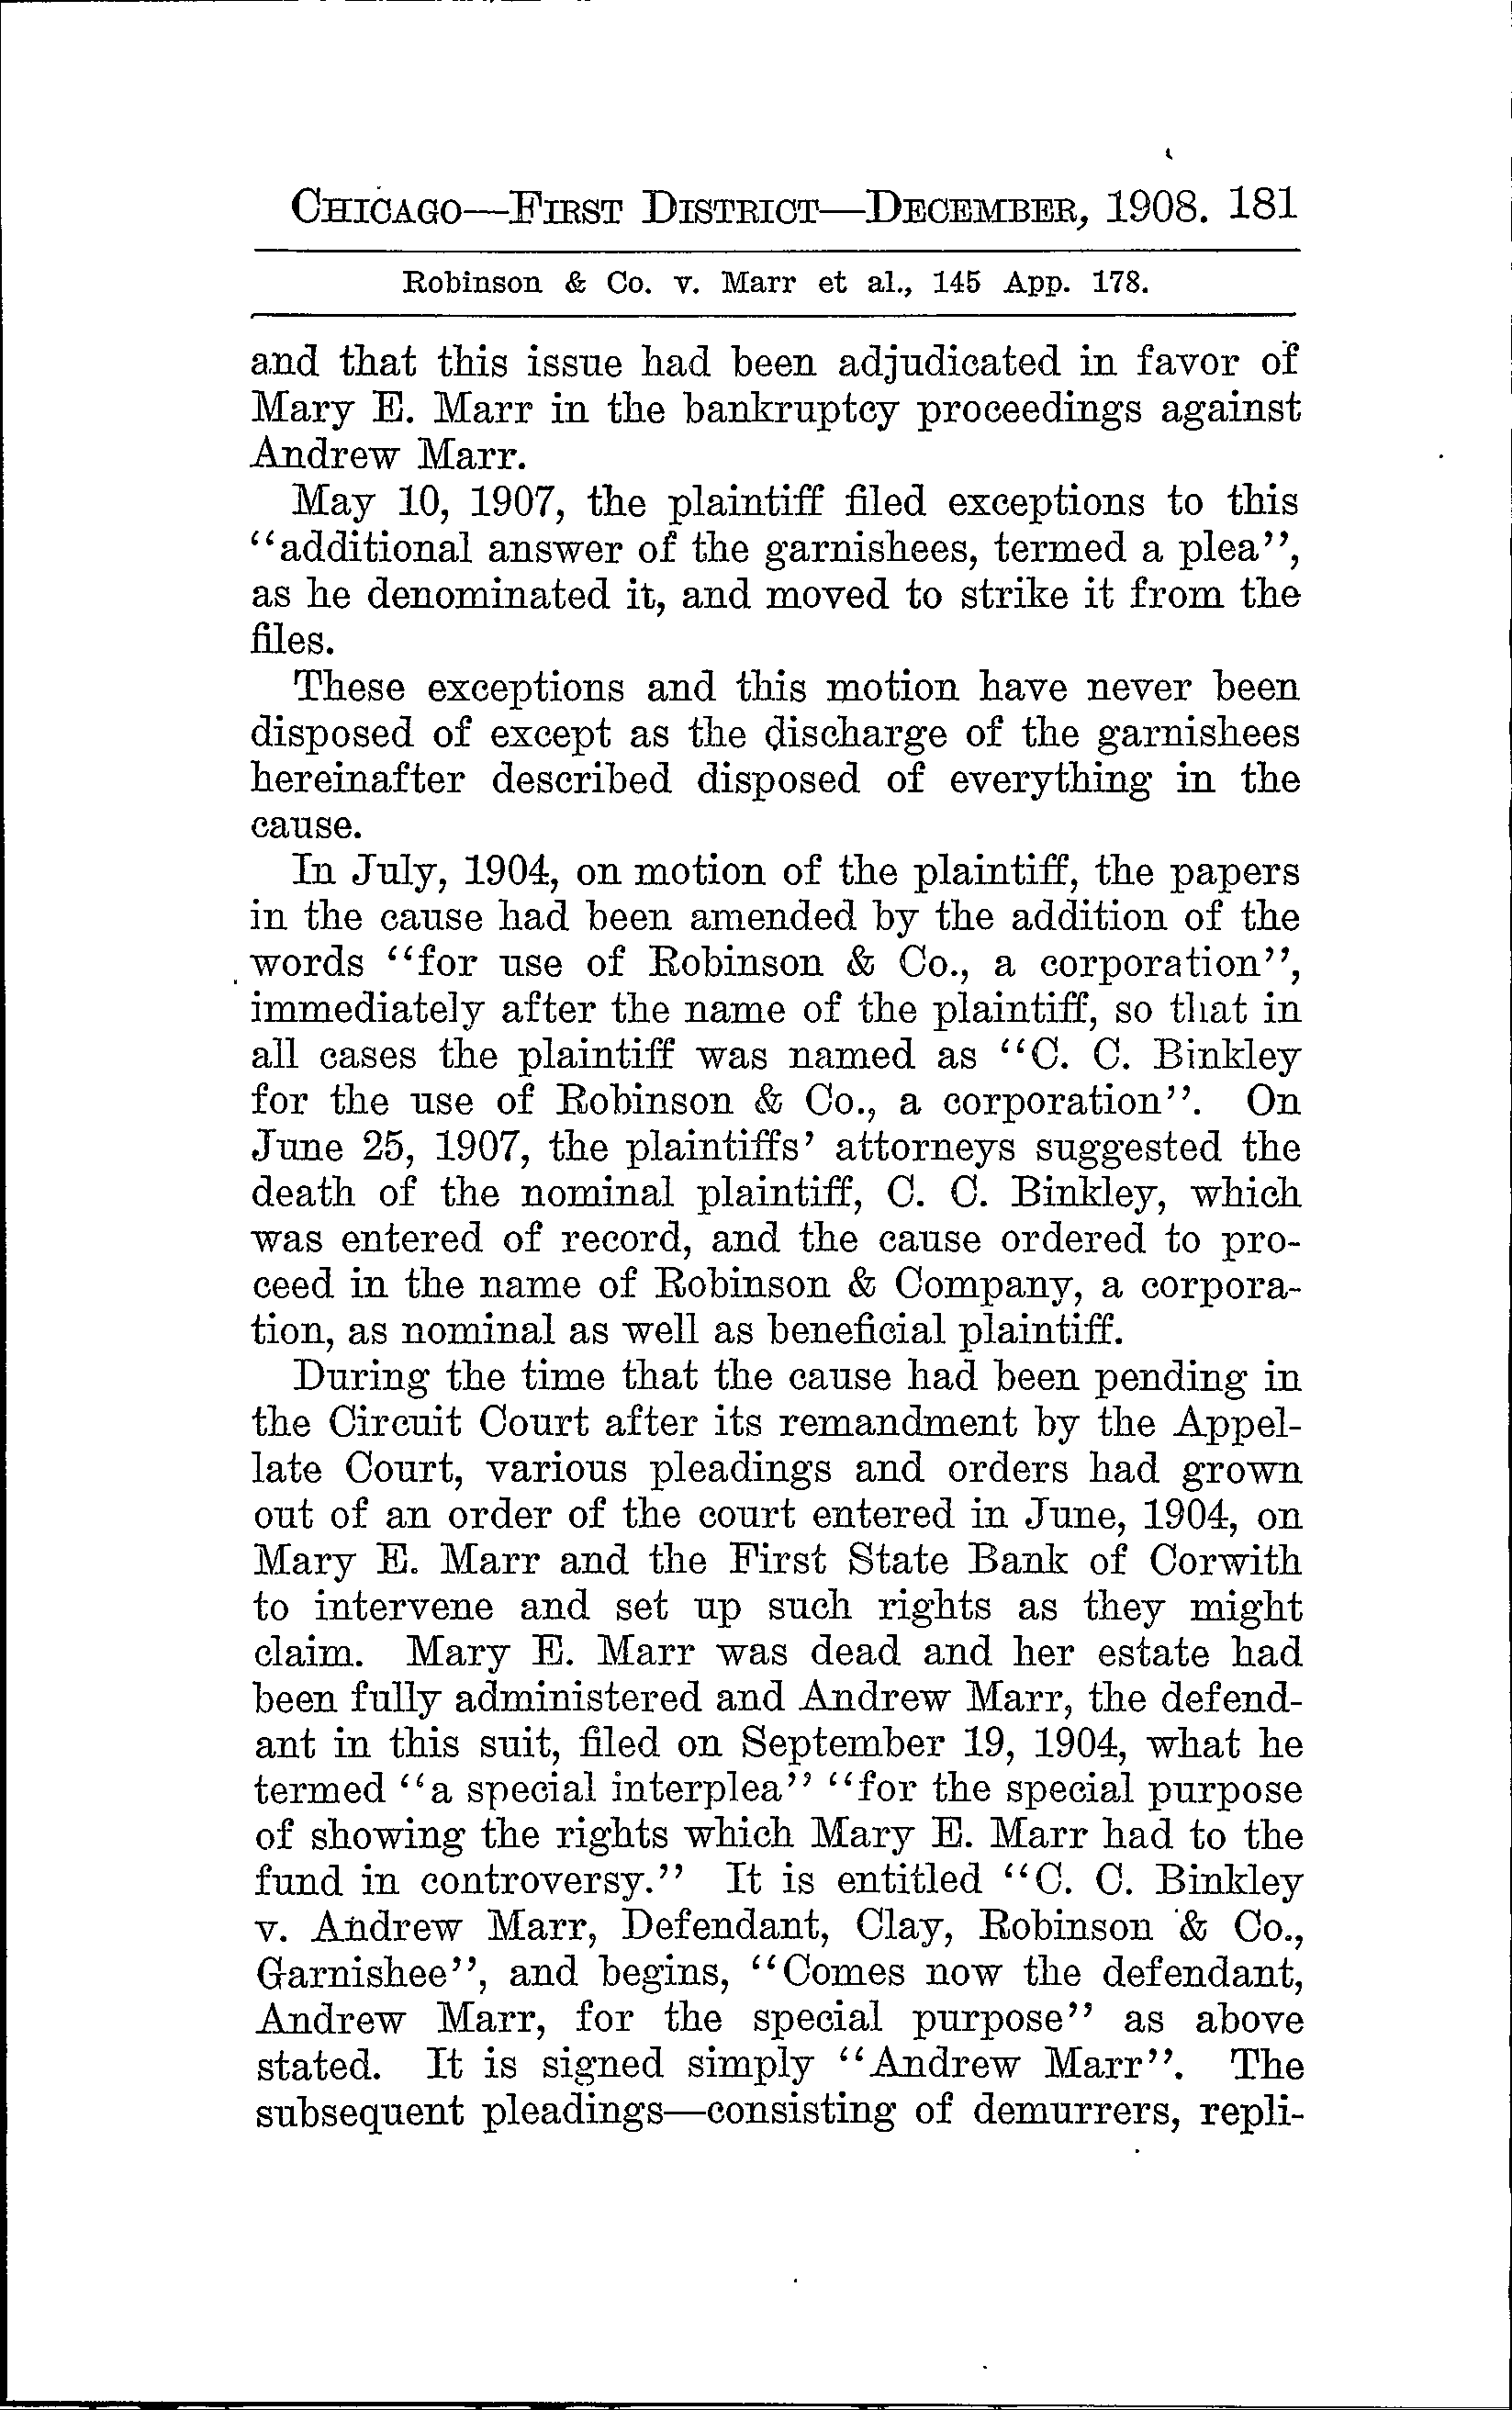 CHICAGO—FIRST DISTRICT—DECEMBER, 1908. 181
Robinson & Co. v. Marr et al., 145 App. 178.
and that this issue had been adjudicated in favor of
Mary E. Marr in the bankruptcy proceedings against
Andrew Marr.
May 10, 1907, the plaintiff filed exceptions to this
“additional answer of the garnishees, termed a plea”,
as he denominated it, and moved to strike it from the
files.
These exceptions and this motion have never been
disposed of except as the discharge of the garnishees
hereinafter described disposed of everything in the
cause.
In July, 1904, on motion of the plaintiff, the papers
in the cause had been amended by the addition of the
words “for use of Robinson & Co., a corporation”,
immediately after the name of the plaintiff, so that in
all cases the plaintiff was named as “C. C. Binkley
for the use of Robinson & Co., a corporation”. On
June 25, 1907, the plaintiffs’ attorneys suggested the
death of the nominal plaintiff, C. C. Binkley, which
was entered of record, and the cause ordered to pro-
ceed in the name of Robinson & Company, a corpora-
tion, as nominal as well as beneficial plaintiff.
During the time that the cause had been pending in
the Circuit Court after its remandment by the Appel-
late Court, various pleadings and orders had grown
out of an order of the court entered in June, 1904, on
Mary E. Marr and the First State Bank of Corwith
to intervene and set up such rights as they might
claim. Mary E. Marr was dead and her estate had
been fully administered and Andrew Marr, the defend-
ant in this suit, filed on September 19, 1904, what he
termed “a special interplea” “for the special purpose
of showing the rights which Mary E. Marr had to the
fund in controversy.” It is entitled “C. C. Binkley
v. Andrew Marr, Defendant, Clay, Robinson & Co.,
Garnishee”, and begins, “Comes now the defendant,
Andrew Marr, for the special purpose” as above
stated. It is signed simply “Andrew Marr”. The
subsequent pleadings—consisting of demurrers, repli-